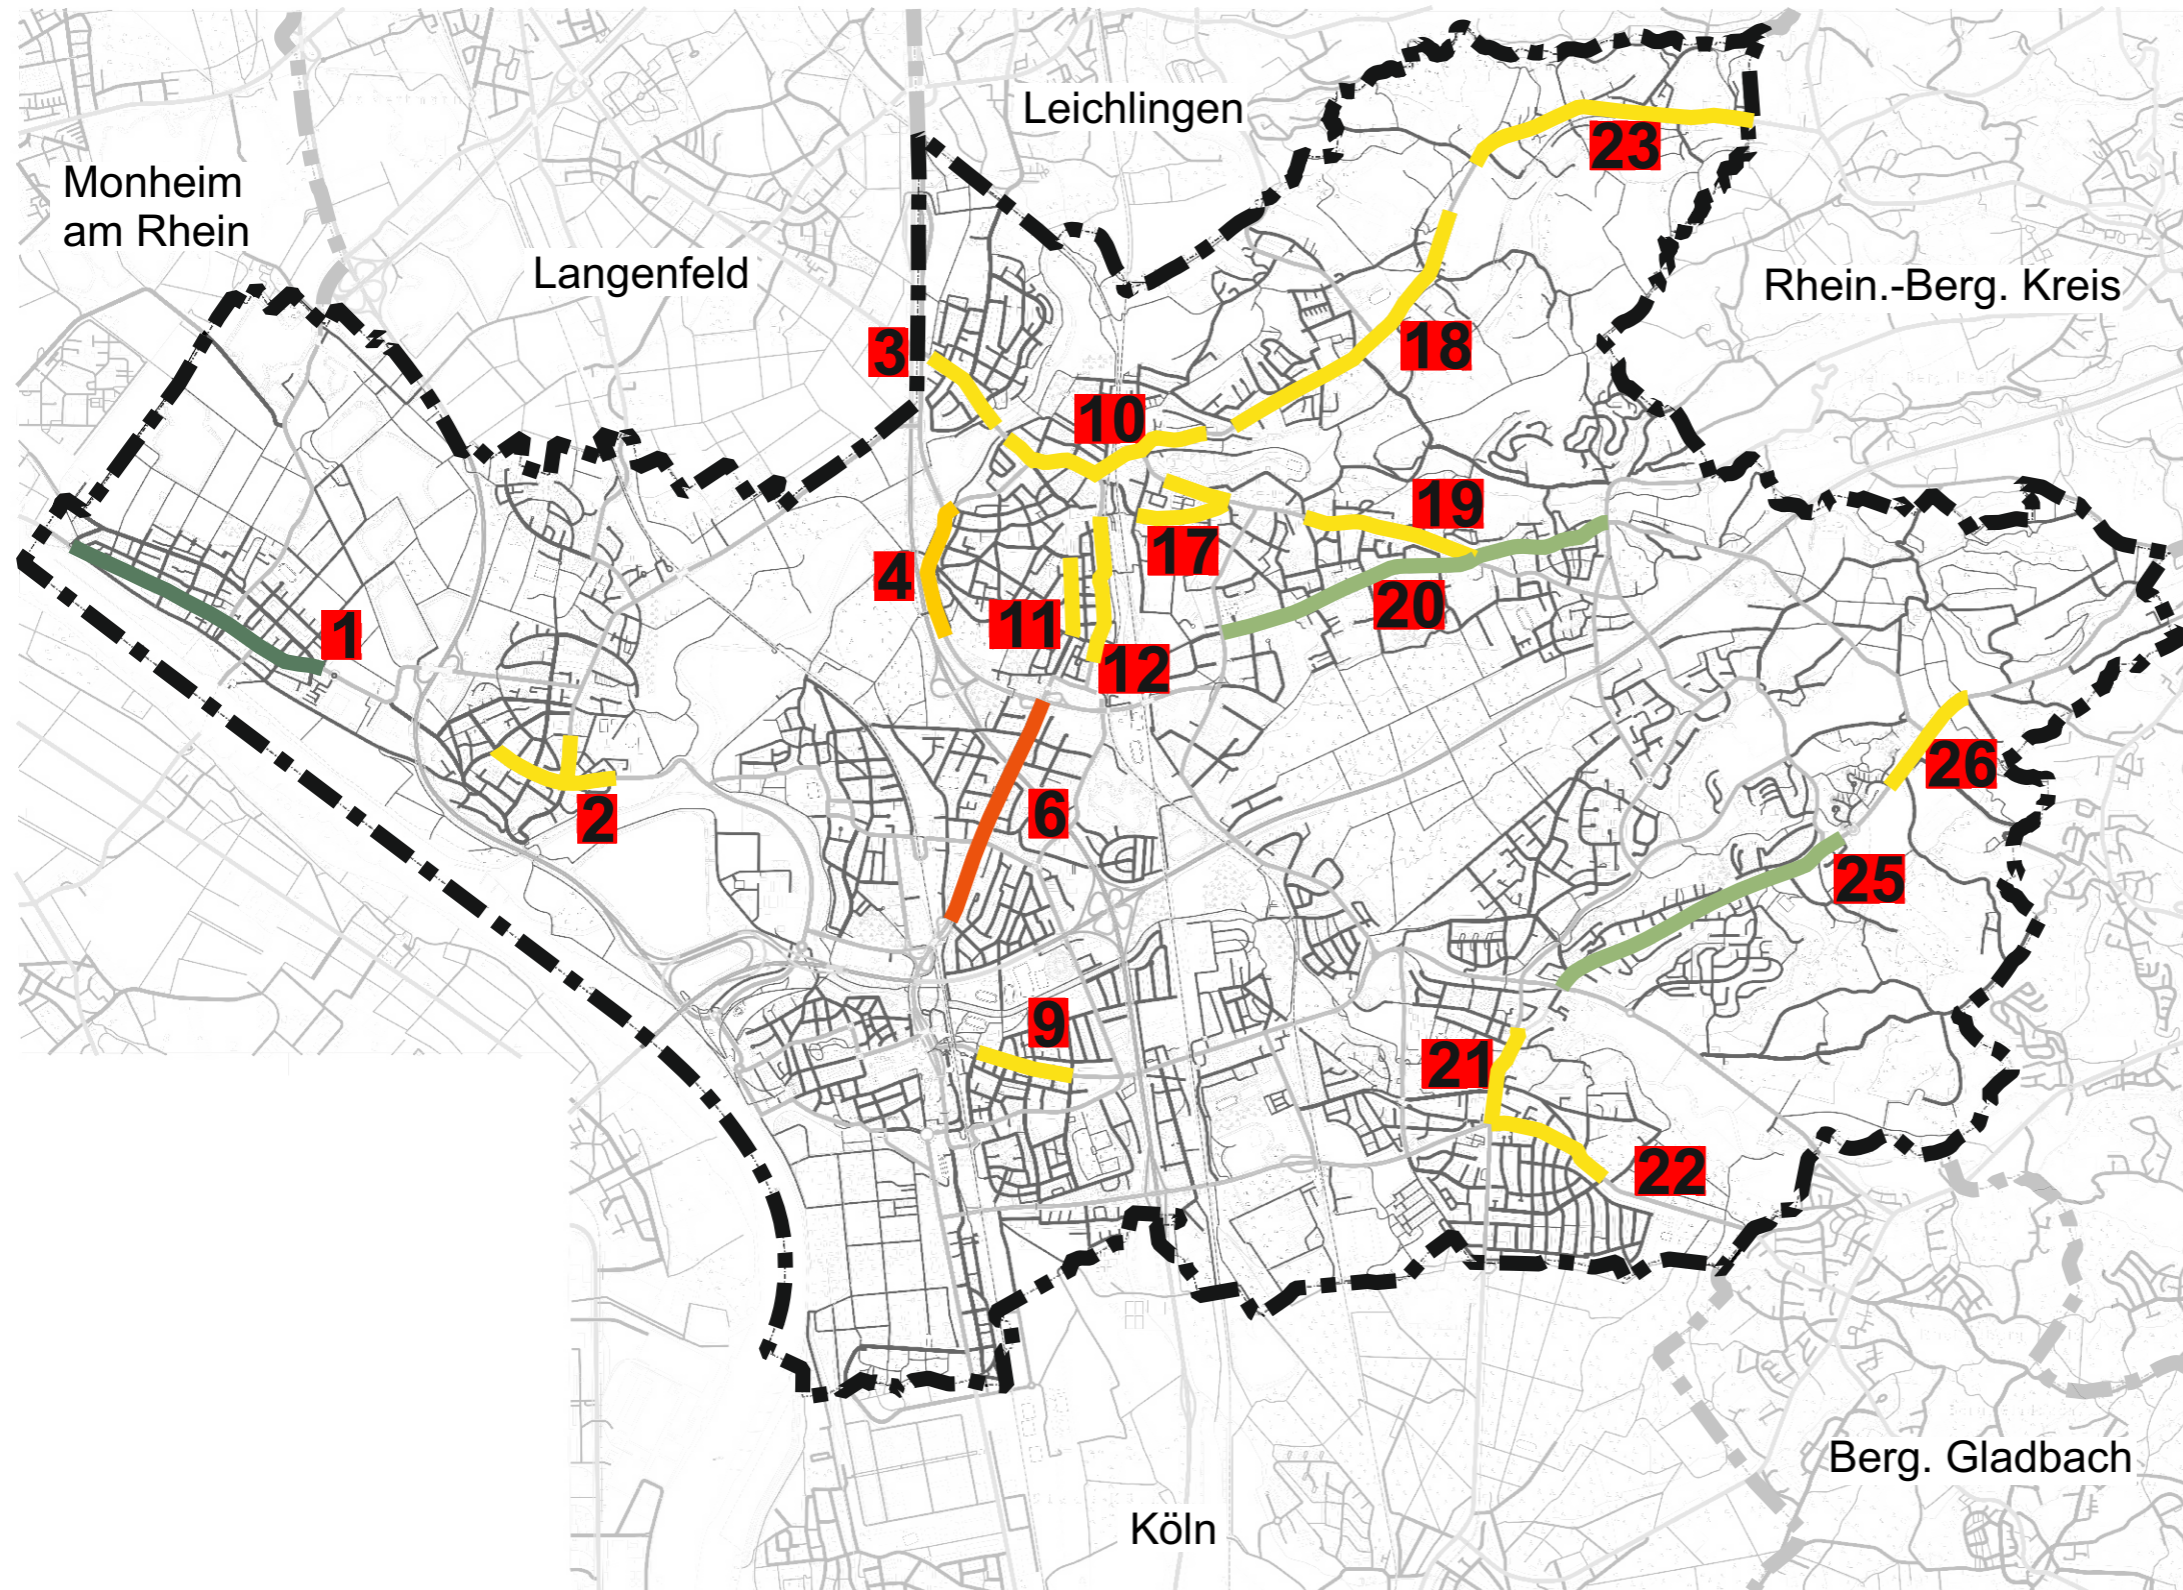 Leichlingen
23
Monheim
am Rhein
Langenfeld
Rhein.-Berg. Kreis
3
18
10
19
17
4
20
11
1
12
26
6
2
25
9
21
22
Berg. Gladbach
Köln